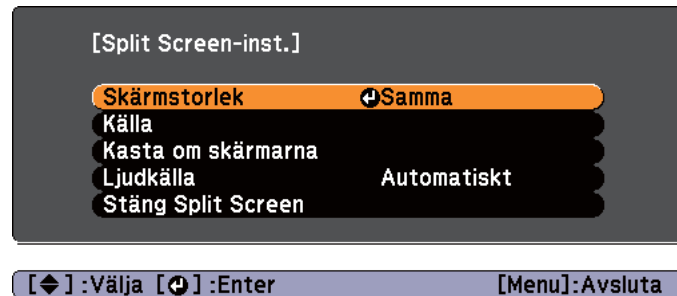 [Split Screen-inst.]
Skärmstorlek Samma
Källa
Kasta om skärmarna
Ljudkälla Automatiskt
Stäng Split Screen
[◆]:Välja [⏎]:Enter [Menu]:Avsluta